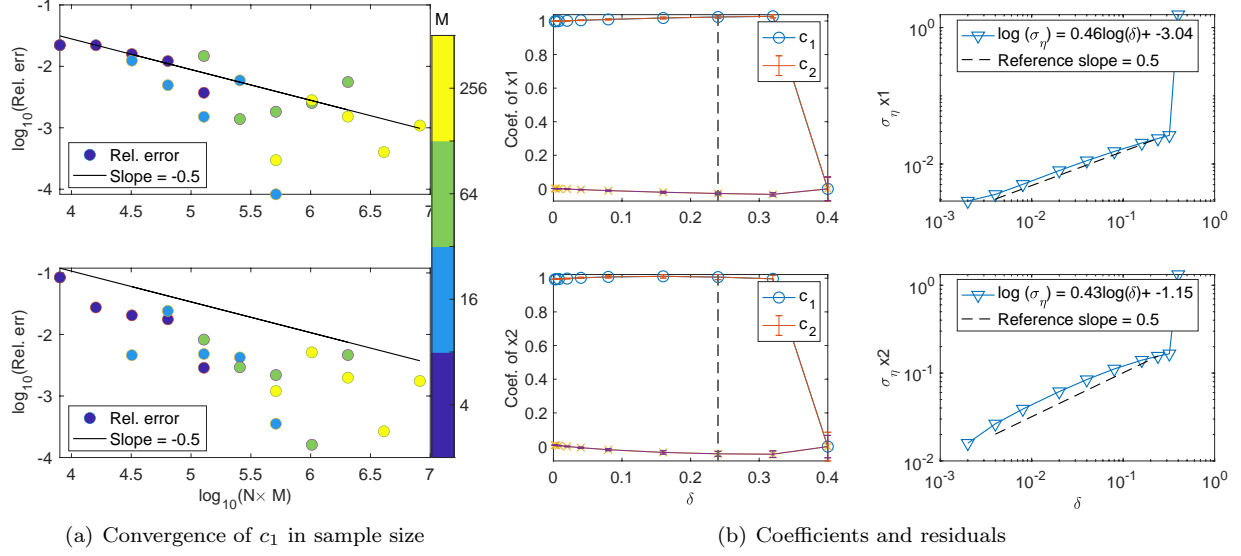 log10(Rel. err)
-1
-2
-3
-4
Rel. error
Slope = -0.5
4
4.5
5
5.5
6
6.5
7
M
256
64
16
4
log10(Rel. err)
-1
-2
-3
-4
Rel. error
Slope = -0.5
4
4.5
5
5.5
6
6.5
7
log10(N× M)
(a) Convergence of c1 in sample size
Coef. of x1
1
0.8
0.6
0.4
0.2
0
c1
c2
0
0.1
0.2
0.3
0.4
ση x1
10^0
10^-2
log (ση) = 0.46log(δ)+ -3.04
Reference slope = 0.5
10^-3
10^-2
10^-1
10^0
Coef. of x2
1
0.8
0.6
0.4
0.2
0
c1
c2
0
0.1
0.2
0.3
0.4
δ
ση x2
10^0
10^-1
10^-2
log (ση) = 0.43log(δ)+ -1.15
Reference slope = 0.5
10^-3
10^-2
10^-1
10^0
δ
(b) Coefficients and residuals